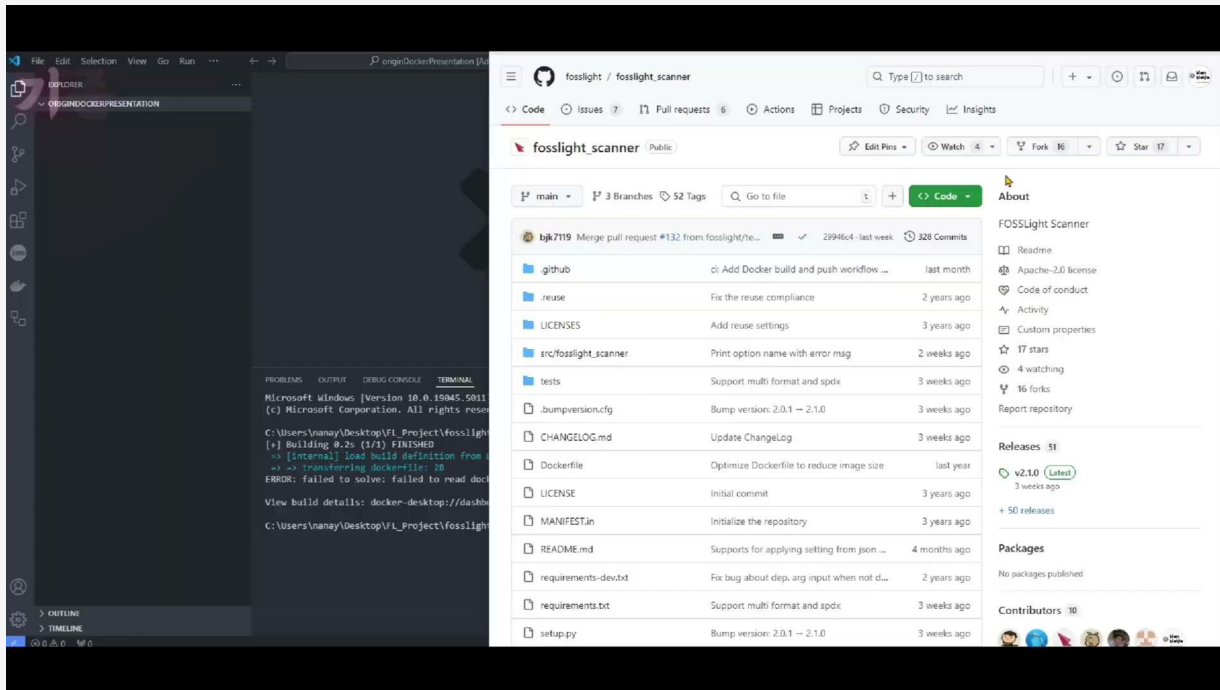 File Edit Selection View Go Run ···
originDockerPresentation [Ad
EXPLORER ···
ORIGINDOCKERPRESENTATION
OUTLINE
TIMELINE
0 0 0
PROBLEMS OUTPUT DEBUG CONSOLE TERMINAL
Microsoft Windows [Version 10.0.19045.5011
(c) Microsoft Corporation. All rights rese
C:\Users\nanay\Desktop\FL_Project\fossligh
[+] Building 0.2s (1/1) FINISHED
=> [internal] load build definition from
=> => transferring dockerfile: 2B
ERROR: failed to solve: failed to read dock
View build details: docker-desktop://dashb
C:\Users\nanay\Desktop\FL_Project\fossligh
fosslight / fosslight_scanner
Type / to search
Code Issues 7 Pull requests 6 Actions Projects Security Insights
fosslight_scanner Public
Edit Pins Watch 4 Fork 16 Star 17
main 3 Branches 52 Tags Go to file t + <> Code
bjk7119 Merge pull request #132 from fosslight/te... 29946c4 · last week 328 Commits
.github ci: Add Docker build and push workflow ... last month
.reuse Fix the reuse compliance 2 years ago
LICENSES Add reuse settings 3 years ago
src/fosslight_scanner Print option name with error msg 2 weeks ago
tests Support multi format and spdx 3 weeks ago
.bumpversion.cfg Bump version: 2.0.1 → 2.1.0 3 weeks ago
CHANGELOG.md Update ChangeLog 3 weeks ago
Dockerfile Optimize Dockerfile to reduce image size last year
LICENSE Initial commit 3 years ago
MANIFEST.in Initialize the repository 3 years ago
README.md Supports for applying setting from json ... 4 months ago
requirements-dev.txt Fix bug about dep. arg input when not d... 2 years ago
requirements.txt Support multi format and spdx 3 weeks ago
setup.py Bump version: 2.0.1 → 2.1.0 3 weeks ago
About
FOSSLight Scanner
Readme
Apache-2.0 license
Code of conduct
Activity
Custom properties
17 stars
4 watching
16 forks
Report repository
Releases 51
v2.1.0 Latest
3 weeks ago
+ 50 releases
Packages
No packages published
Contributors 10